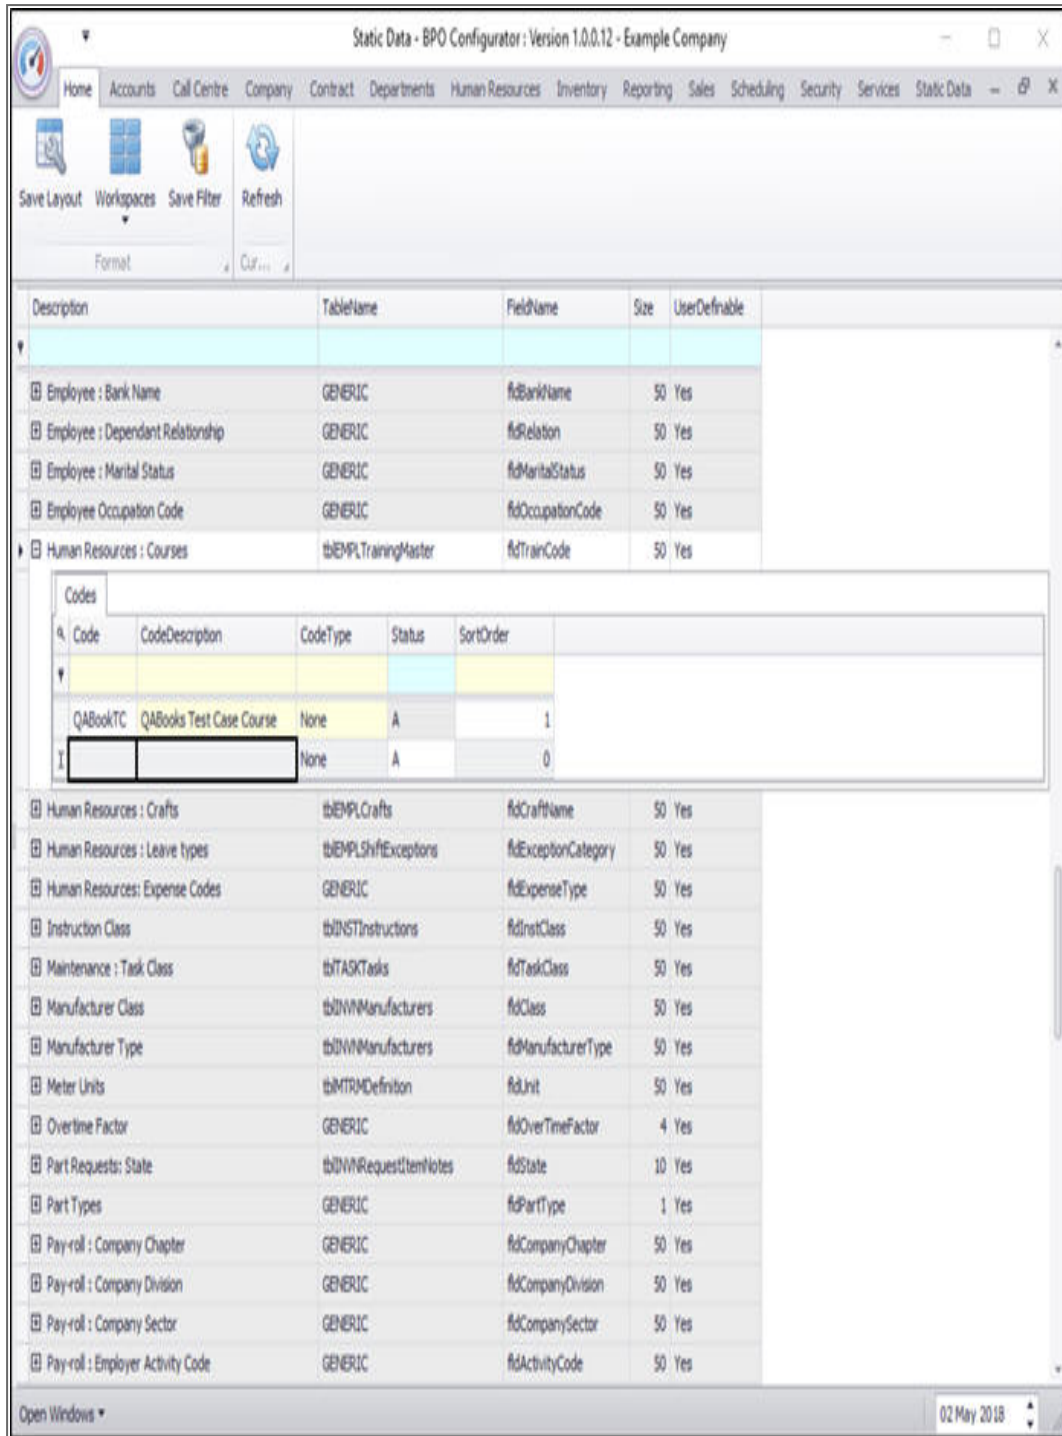 Static Data - BPO Configurator : Version 1.0.0.12 - Example Company
Home Accounts Call Centre Company Contract Departments Human Resources Inventory Reporting Sales Scheduling Security Services Static Data
Save Layout Workspaces Save Filter Refresh
Format Cur...
Description TableName FieldName Size UserDefinable
Employee : Bank Name GENERIC fldBankName 50 Yes
Employee : Dependant Relationship GENERIC fldRelation 50 Yes
Employee : Marital Status GENERIC fldMaritalStatus 50 Yes
Employee Occupation Code GENERIC fldOccupationCode 50 Yes
Human Resources : Courses tblEMPLTrainingMaster fldTrainCode 50 Yes
Codes
Code CodeDescription CodeType Status SortOrder
QABookTC QABooks Test Case Course None A 1
None A 0
Human Resources : Crafts tblEMPLCrafts fldCraftName 50 Yes
Human Resources : Leave types tblEMPLShiftExceptions fldExceptionCategory 50 Yes
Human Resources: Expense Codes GENERIC fldExpenseType 50 Yes
Instruction Class tblINSTInstructions fldInstClass 50 Yes
Maintenance : Task Class tblTASKTasks fldTaskClass 50 Yes
Manufacturer Class tblINVNManufacturers fldClass 50 Yes
Manufacturer Type tblINVNManufacturers fldManufacturerType 50 Yes
Meter Units tblMTRMDefinition fldUnit 50 Yes
Overtime Factor GENERIC fldOverTimeFactor 4 Yes
Part Requests: State tblINVNRequestItemNotes fldState 10 Yes
Part Types GENERIC fldPartType 1 Yes
Pay-roll : Company Chapter GENERIC fldCompanyChapter 50 Yes
Pay-roll : Company Division GENERIC fldCompanyDivision 50 Yes
Pay-roll : Company Sector GENERIC fldCompanySector 50 Yes
Pay-roll : Employer Activity Code GENERIC fldActivityCode 50 Yes
Open Windows 02 May 2018